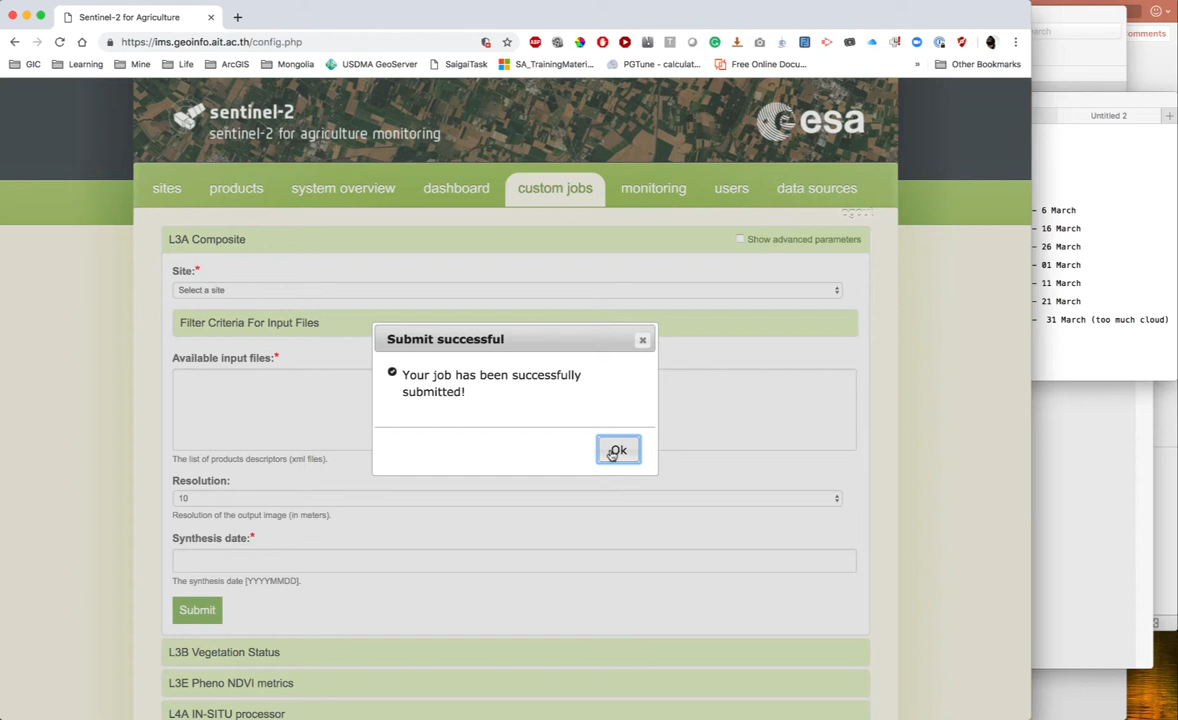 Sentinel-2 for Agriculture
https://ims.geoinfo.ait.ac.th/config.php
GIC
Learning
Mine
Life
ArcGIS
Mongolia
USDMA GeoServer
SaigaiTask
SA_TrainingMateri...
PGTune - calculat...
Free Online Docu...
»
Other Bookmarks
sentinel-2
sentinel-2 for agriculture monitoring
esa
sites
products
system overview
dashboard
custom jobs
monitoring
users
data sources
L3A Composite
Show advanced parameters
Site:*
Select a site
Filter Criteria For Input Files
Available input files:*
The list of products descriptors (xml files).
Resolution:
10
Resolution of the output image (in meters).
Synthesis date:*
The synthesis date [YYYYMMDD].
Submit
L3B Vegetation Status
L3E Pheno NDVI metrics
L4A IN-SITU processor
Submit successful
Your job has been successfully
submitted!
Ok
omments
arch
Untitled 2
– 6 March
– 16 March
– 26 March
– 01 March
– 11 March
– 21 March
– 31 March (too much cloud)